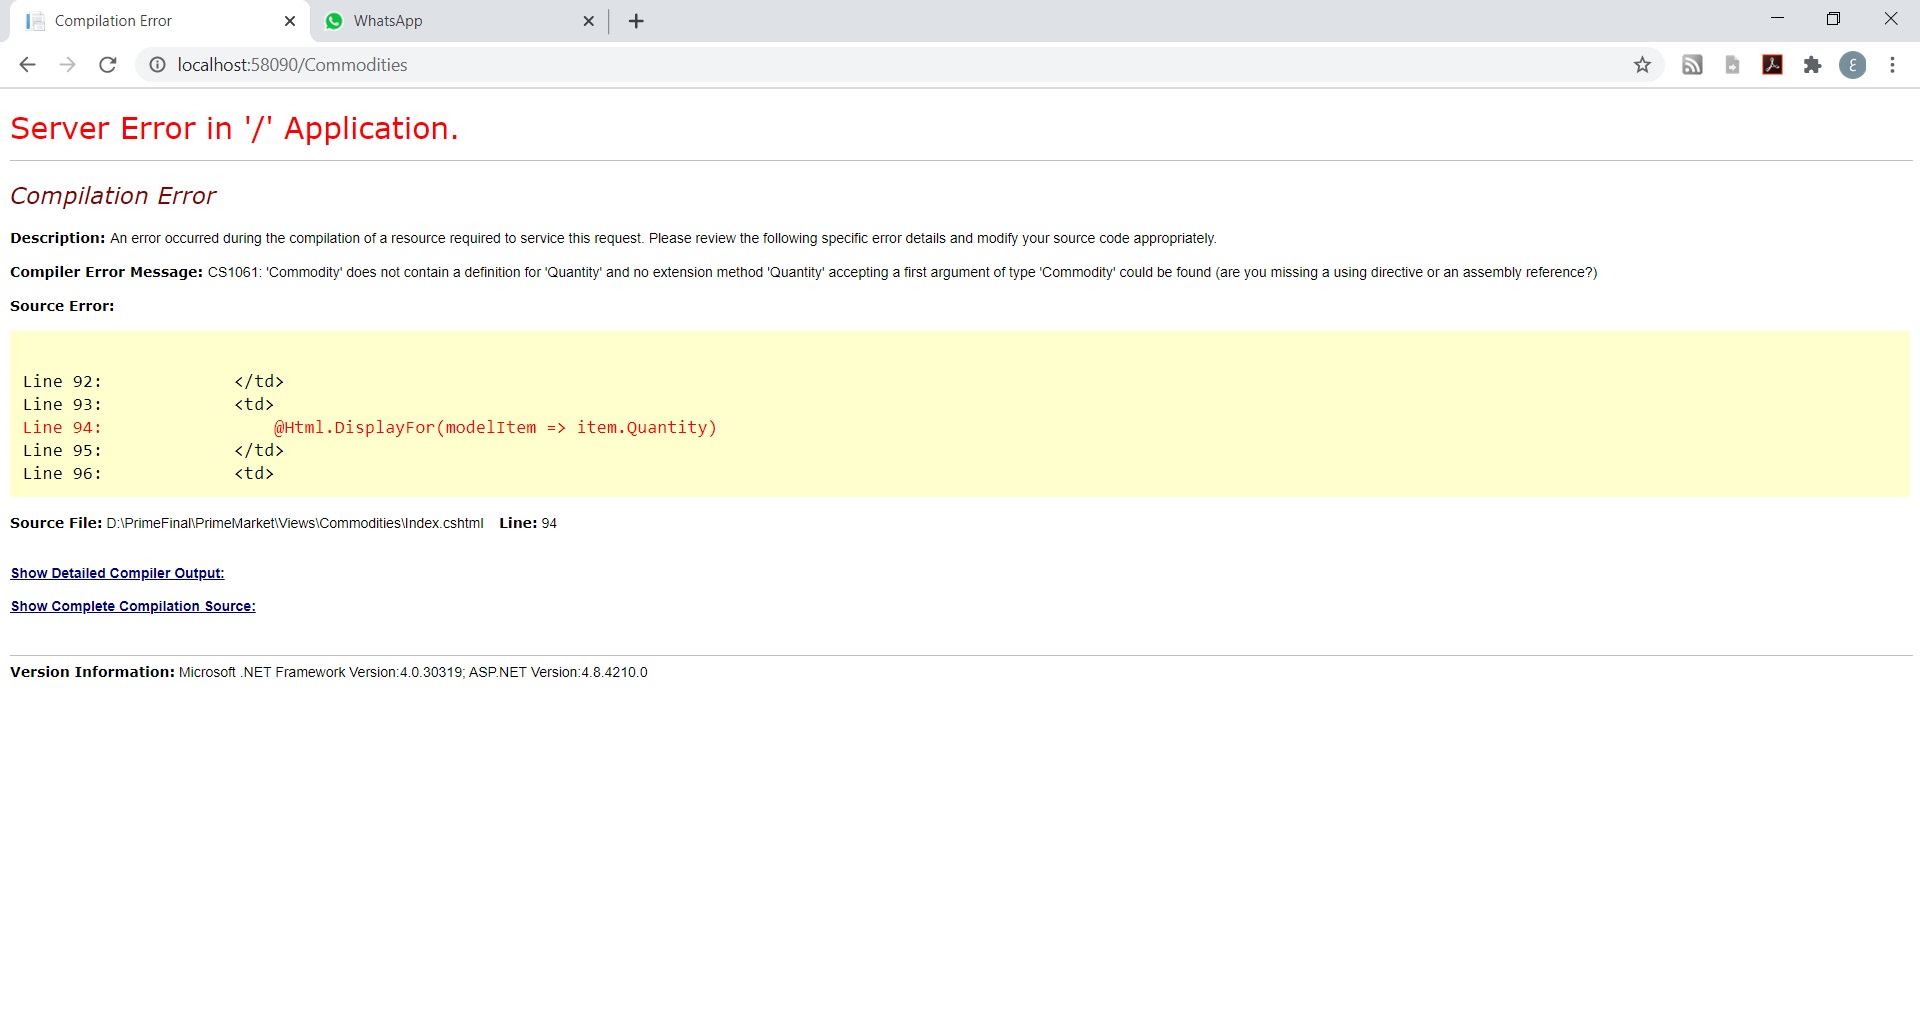 Compilation Error
WhatsApp
localhost:58090/Commodities
ε
Server Error in '/' Application.
Compilation Error
Description: An error occurred during the compilation of a resource required to service this request. Please review the following specific error details and modify your source code appropriately.
Compiler Error Message: CS1061: 'Commodity' does not contain a definition for 'Quantity' and no extension method 'Quantity' accepting a first argument of type 'Commodity' could be found (are you missing a using directive or an assembly reference?)
Source Error:
Line 92:             </td>
Line 93:             <td>
Line 94:                 @Html.DisplayFor(modelItem => item.Quantity)
Line 95:             </td>
Line 96:             <td>
Source File: D:\PrimeFinal\PrimeMarket\Views\Commodities\Index.cshtml    Line: 94
Show Detailed Compiler Output:
Show Complete Compilation Source:
Version Information: Microsoft .NET Framework Version:4.0.30319; ASP.NET Version:4.8.4210.0